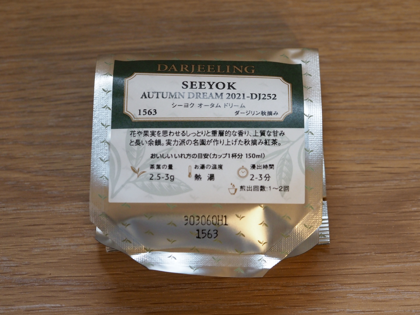 DARJEELING
SEEYOK
AUTUMN DREAM 2021-DJ252
シーヨク オータム ドリーム
1563 ダージリン秋摘み
花や果実を思わせるしっとりと重層的な香り、上質な甘み
と長い余韻。実力派の名園が作り上げた秋摘み紅茶。
おいしいいれ方の目安(カップ1杯分 150ml)
茶葉の量 お湯の温度 浸出時間
2.5-3g 熱湯 2-3分
煎出回数:1~2回
903060H1
1563